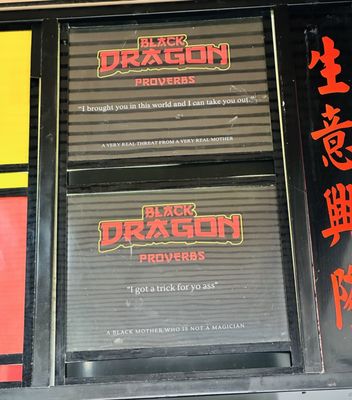 BLACK
DRAGON
PROVERBS
"I brought you in this world and I can take you out."
A VERY REAL THREAT FROM A VERY REAL MOTHER
BLACK
DRAGON
PROVERBS
"I got a trick for yo ass"
A BLACK MOTHER WHO IS NOT A MAGICIAN
生意興隆